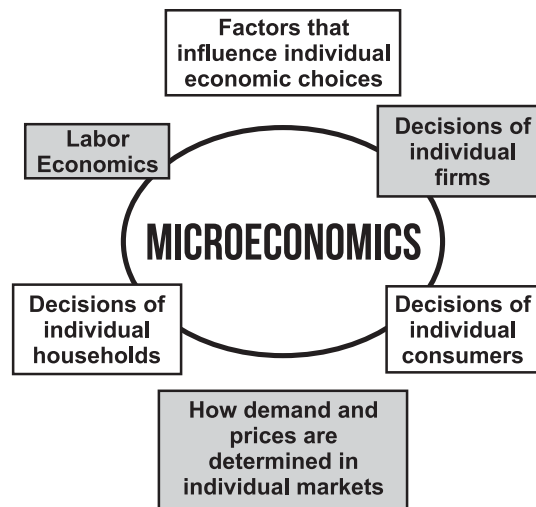 Factors that
influence individual
economic choices
Labor
Economics
Decisions of
individual
firms
MICROECONOMICS
Decisions of
individual
households
Decisions of
individual
consumers
How demand and
prices are
determined in
individual markets